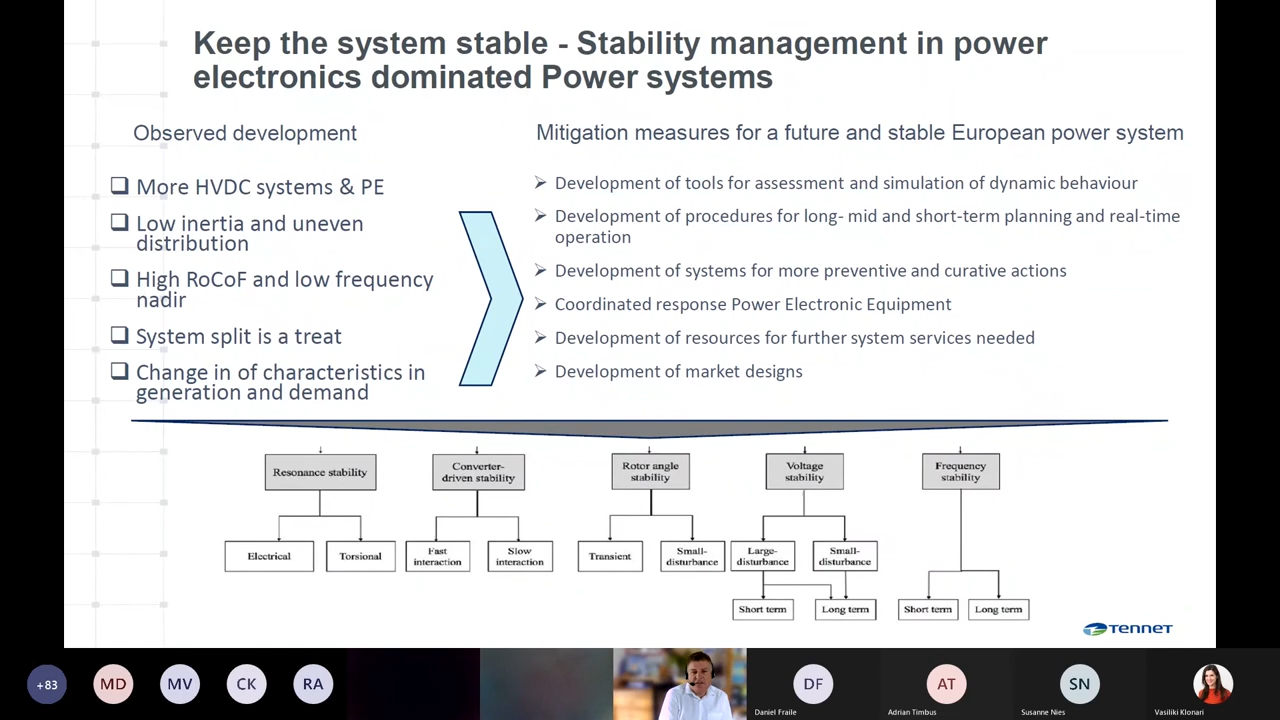 Keep the system stable - Stability management in power
electronics dominated Power systems
Observed development
More HVDC systems & PE
Low inertia and uneven
distribution
High RoCoF and low frequency
nadir
System split is a treat
Change in of characteristics in
generation and demand
Mitigation measures for a future and stable European power system
Development of tools for assessment and simulation of dynamic behaviour
Development of procedures for long- mid and short-term planning and real-time
operation
Development of systems for more preventive and curative actions
Coordinated response Power Electronic Equipment
Development of resources for further system services needed
Development of market designs
Resonance stability
Converter-
driven stability
Rotor angle
stability
Voltage
stability
Frequency
stability
Electrical
Torsional
Fast
interaction
Slow
interaction
Transient
Small-
disturbance
Large-
disturbance
Small-
disturbance
Short term
Long term
Short term
Long term
TENNET
+83
MD
MV
CK
RA
DF
Daniel Fraile
AT
Adrian Timbus
SN
Susanne Nies
Vasiliki Klonari